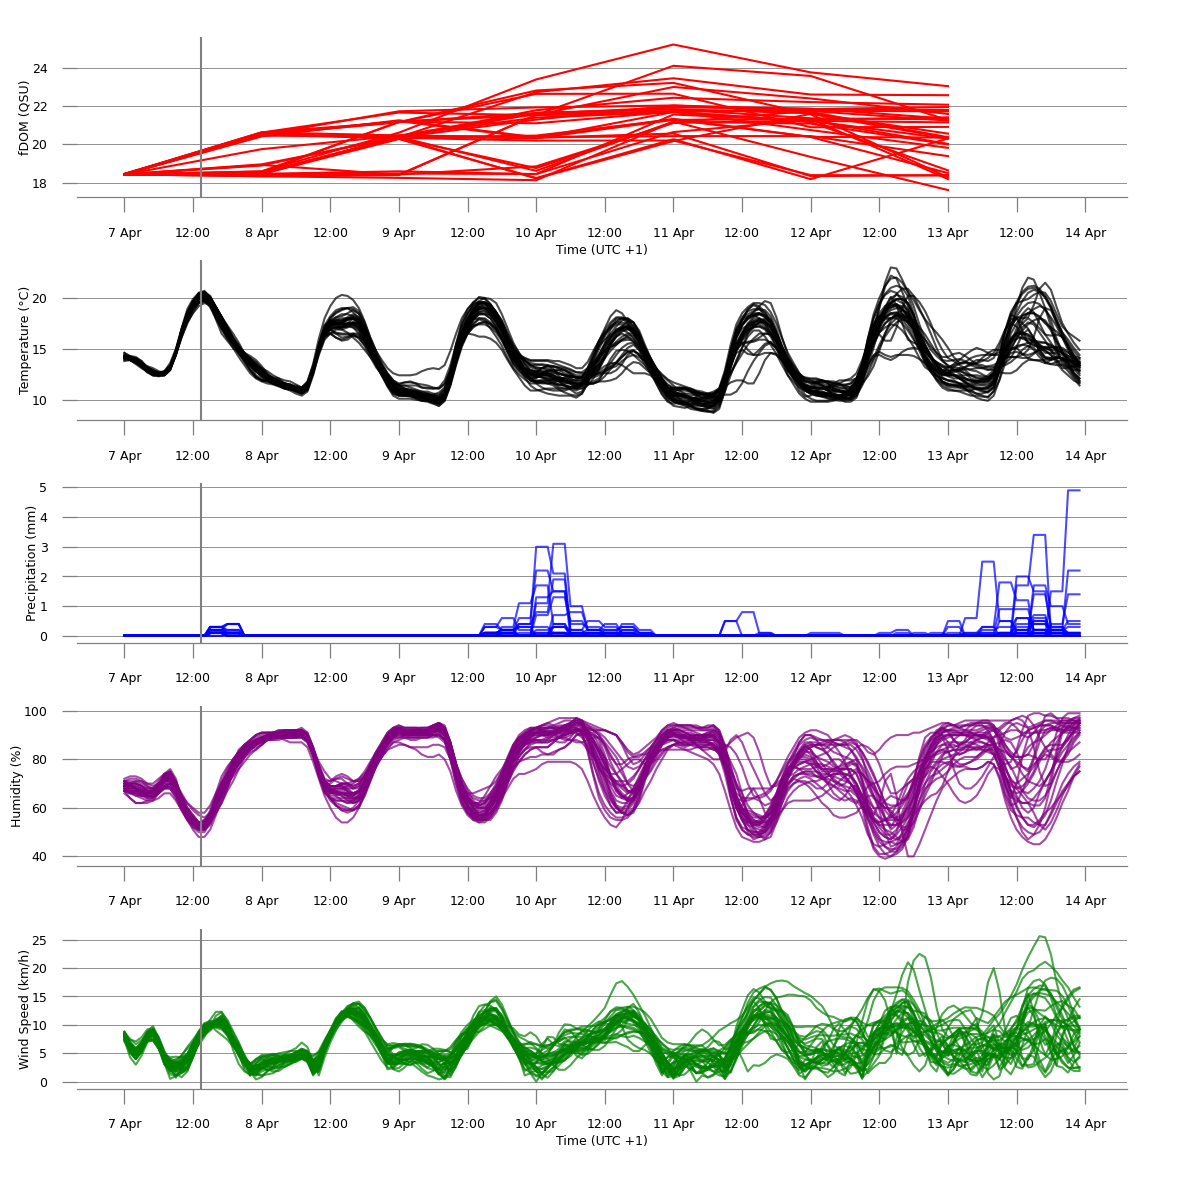 fDOM (QSU)
24
22
20
18
7 Apr 12:00 8 Apr 12:00 9 Apr 12:00 10 Apr 12:00 11 Apr 12:00 12 Apr 12:00 13 Apr 12:00 14 Apr
Time (UTC +1)
Temperature (°C)
20
15
10
7 Apr 12:00 8 Apr 12:00 9 Apr 12:00 10 Apr 12:00 11 Apr 12:00 12 Apr 12:00 13 Apr 12:00 14 Apr
Precipitation (mm)
5
4
3
2
1
0
7 Apr 12:00 8 Apr 12:00 9 Apr 12:00 10 Apr 12:00 11 Apr 12:00 12 Apr 12:00 13 Apr 12:00 14 Apr
Humidity (%)
100
80
60
40
7 Apr 12:00 8 Apr 12:00 9 Apr 12:00 10 Apr 12:00 11 Apr 12:00 12 Apr 12:00 13 Apr 12:00 14 Apr
Wind Speed (km/h)
25
20
15
10
5
0
7 Apr 12:00 8 Apr 12:00 9 Apr 12:00 10 Apr 12:00 11 Apr 12:00 12 Apr 12:00 13 Apr 12:00 14 Apr
Time (UTC +1)